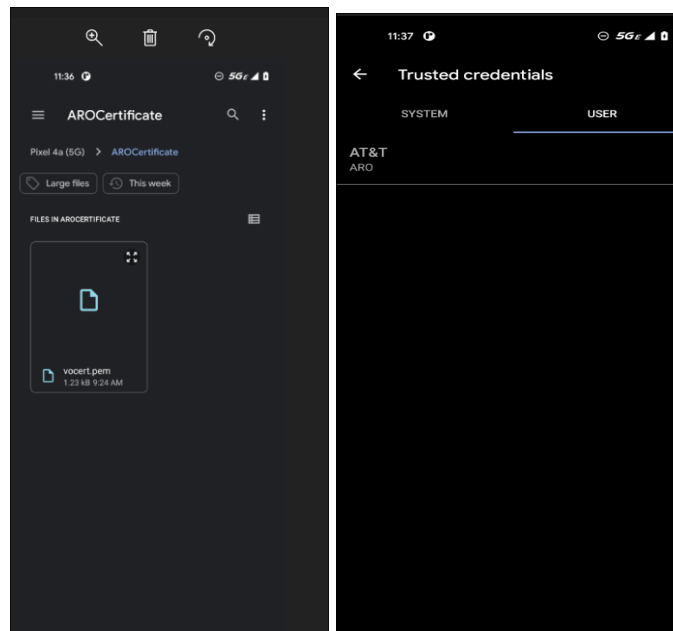 11:36
5GE
AROCertificate
Pixel 4a (5G) > AROCertificate
Large files
This week
FILES IN AROCERTIFICATE
vocert.pem
1.23 kB 9:24 AM
11:37
5GE
Trusted credentials
SYSTEM
USER
AT&T
ARO